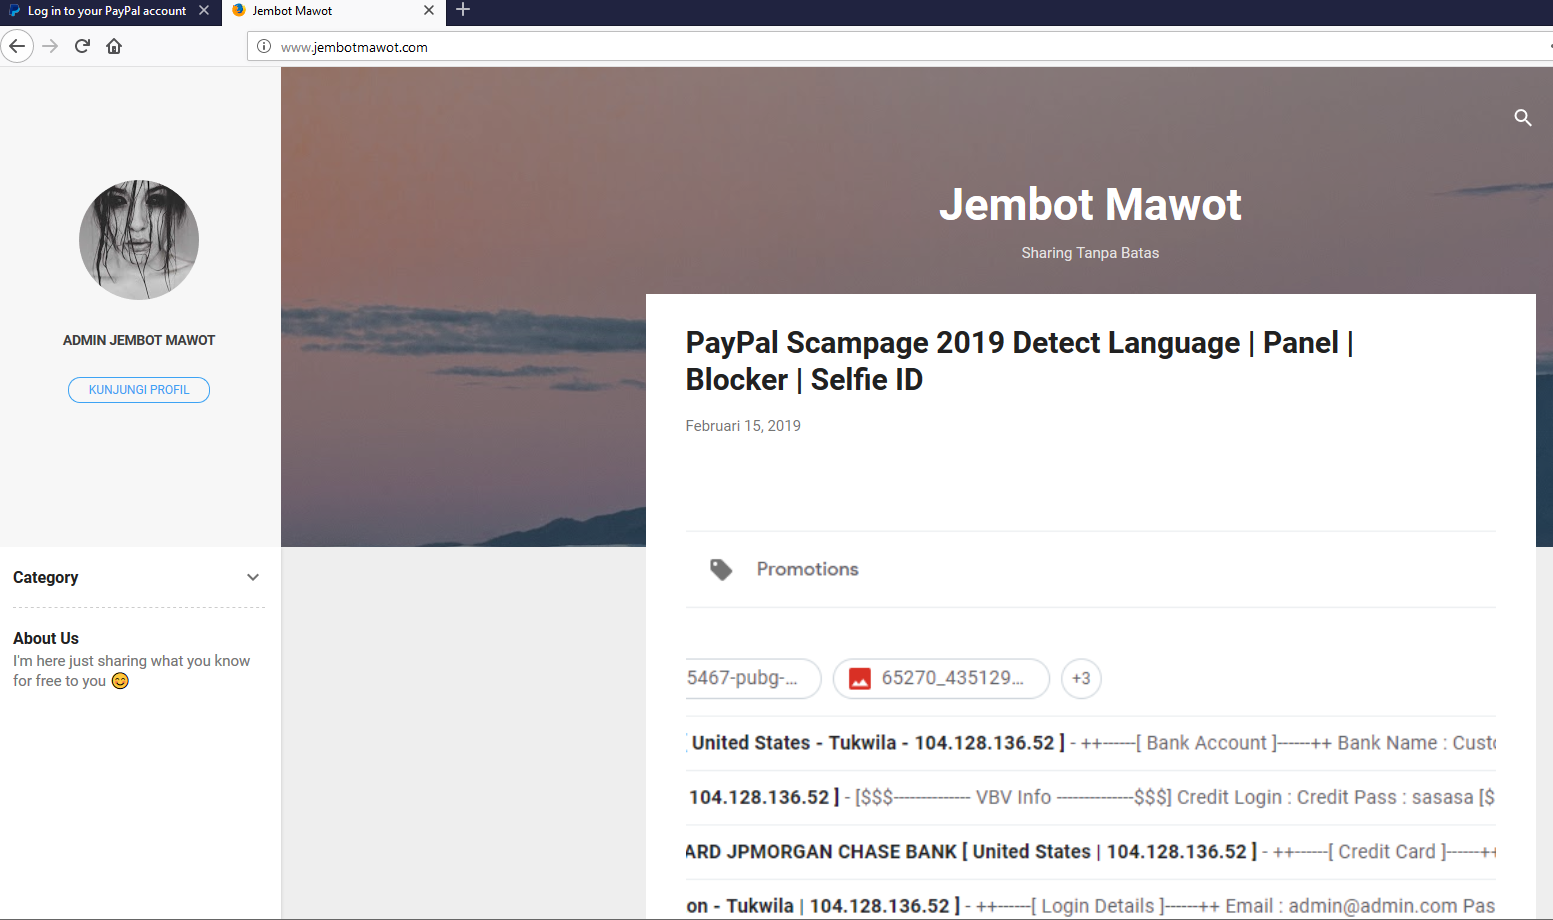 Log in to your PayPal account
Jembot Mawot
www.jembotmawot.com
Jembot Mawot
Sharing Tanpa Batas
ADMIN JEMBOT MAWOT
KUNJUNGI PROFIL
PayPal Scampage 2019 Detect Language | Panel |
Blocker | Selfie ID
Februari 15, 2019
Category
About Us
I'm here just sharing what you know
for free to you 😊
Promotions
5467-pubg-...
65270_435129...
+3
[ United States - Tukwila - 104.128.136.52 ] - ++------[ Bank Account ]------++ Bank Name : Custo
104.128.136.52 ] - [$$$-------------- VBV Info --------------$$$] Credit Login : Credit Pass : sasasa [$
ARD JPMORGAN CHASE BANK [ United States | 104.128.136.52 ] - ++------[ Credit Card ]------++
on - Tukwila | 104.128.136.52 ] - ++------[ Login Details ]------++ Email : admin@admin.com Pas